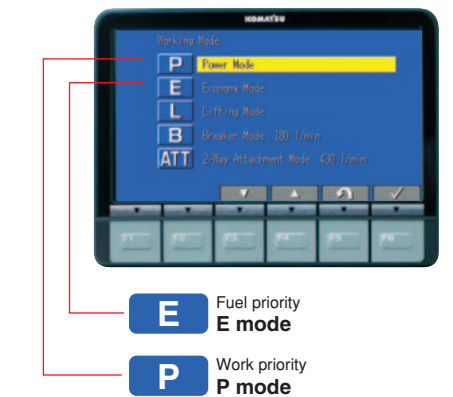 KOMATSU
Working Mode
P Power Mode
E Economy Mode
L Lifting Mode
B Breaker Mode 180 l/min
ATT 2-Way Attachment Mode 430 l/min
F1 F2 F3 F4 F5 F6
E Fuel priority
E mode
P Work priority
P mode